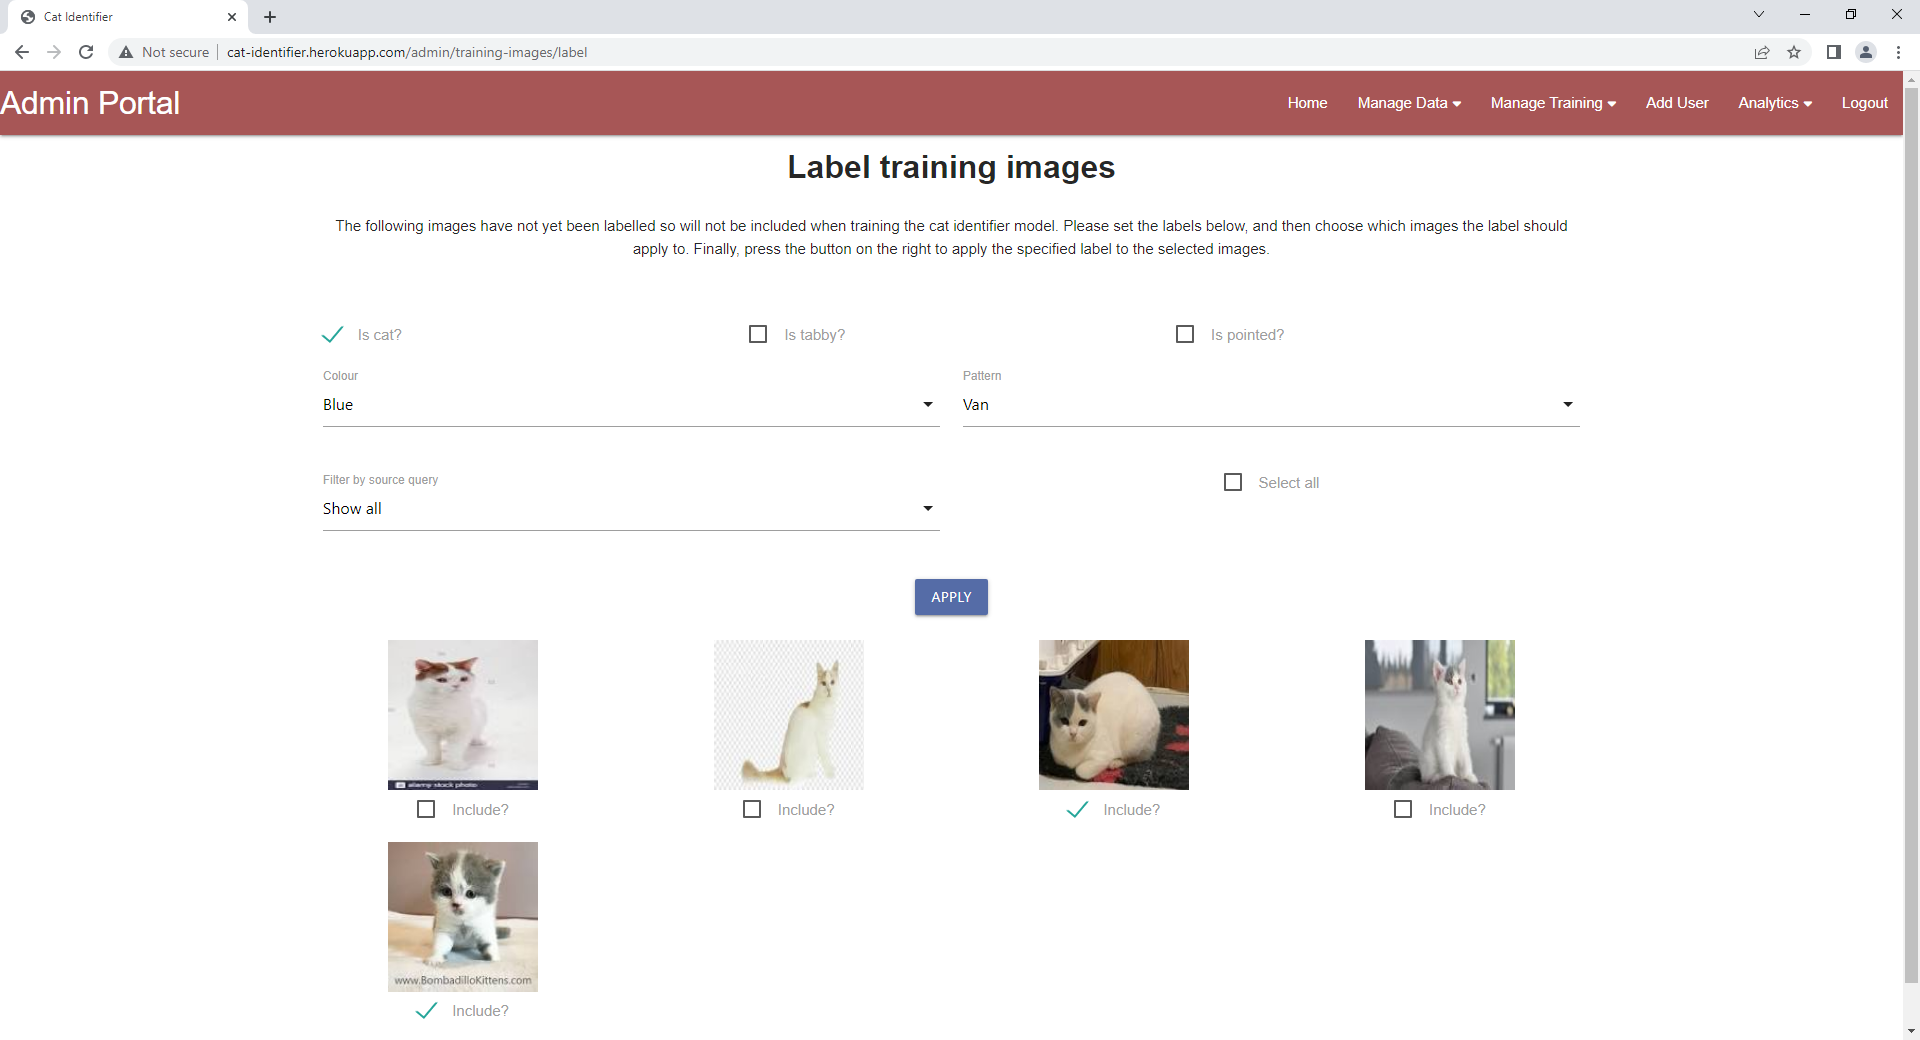 Cat Identifier
Not secure
cat-identifier.herokuapp.com/admin/training-images/label
Admin Portal
Home
Manage Data
Manage Training
Add User
Analytics
Logout
Label training images
The following images have not yet been labelled so will not be included when training the cat identifier model. Please set the labels below, and then choose which images the label should
apply to. Finally, press the button on the right to apply the specified label to the selected images.
Is cat?
Is tabby?
Is pointed?
Colour
Pattern
Blue
Van
Filter by source query
Select all
Show all
APPLY
alamy stock photo
Include?
Include?
Include?
Include?
www.BombadilloKittens.com
Include?